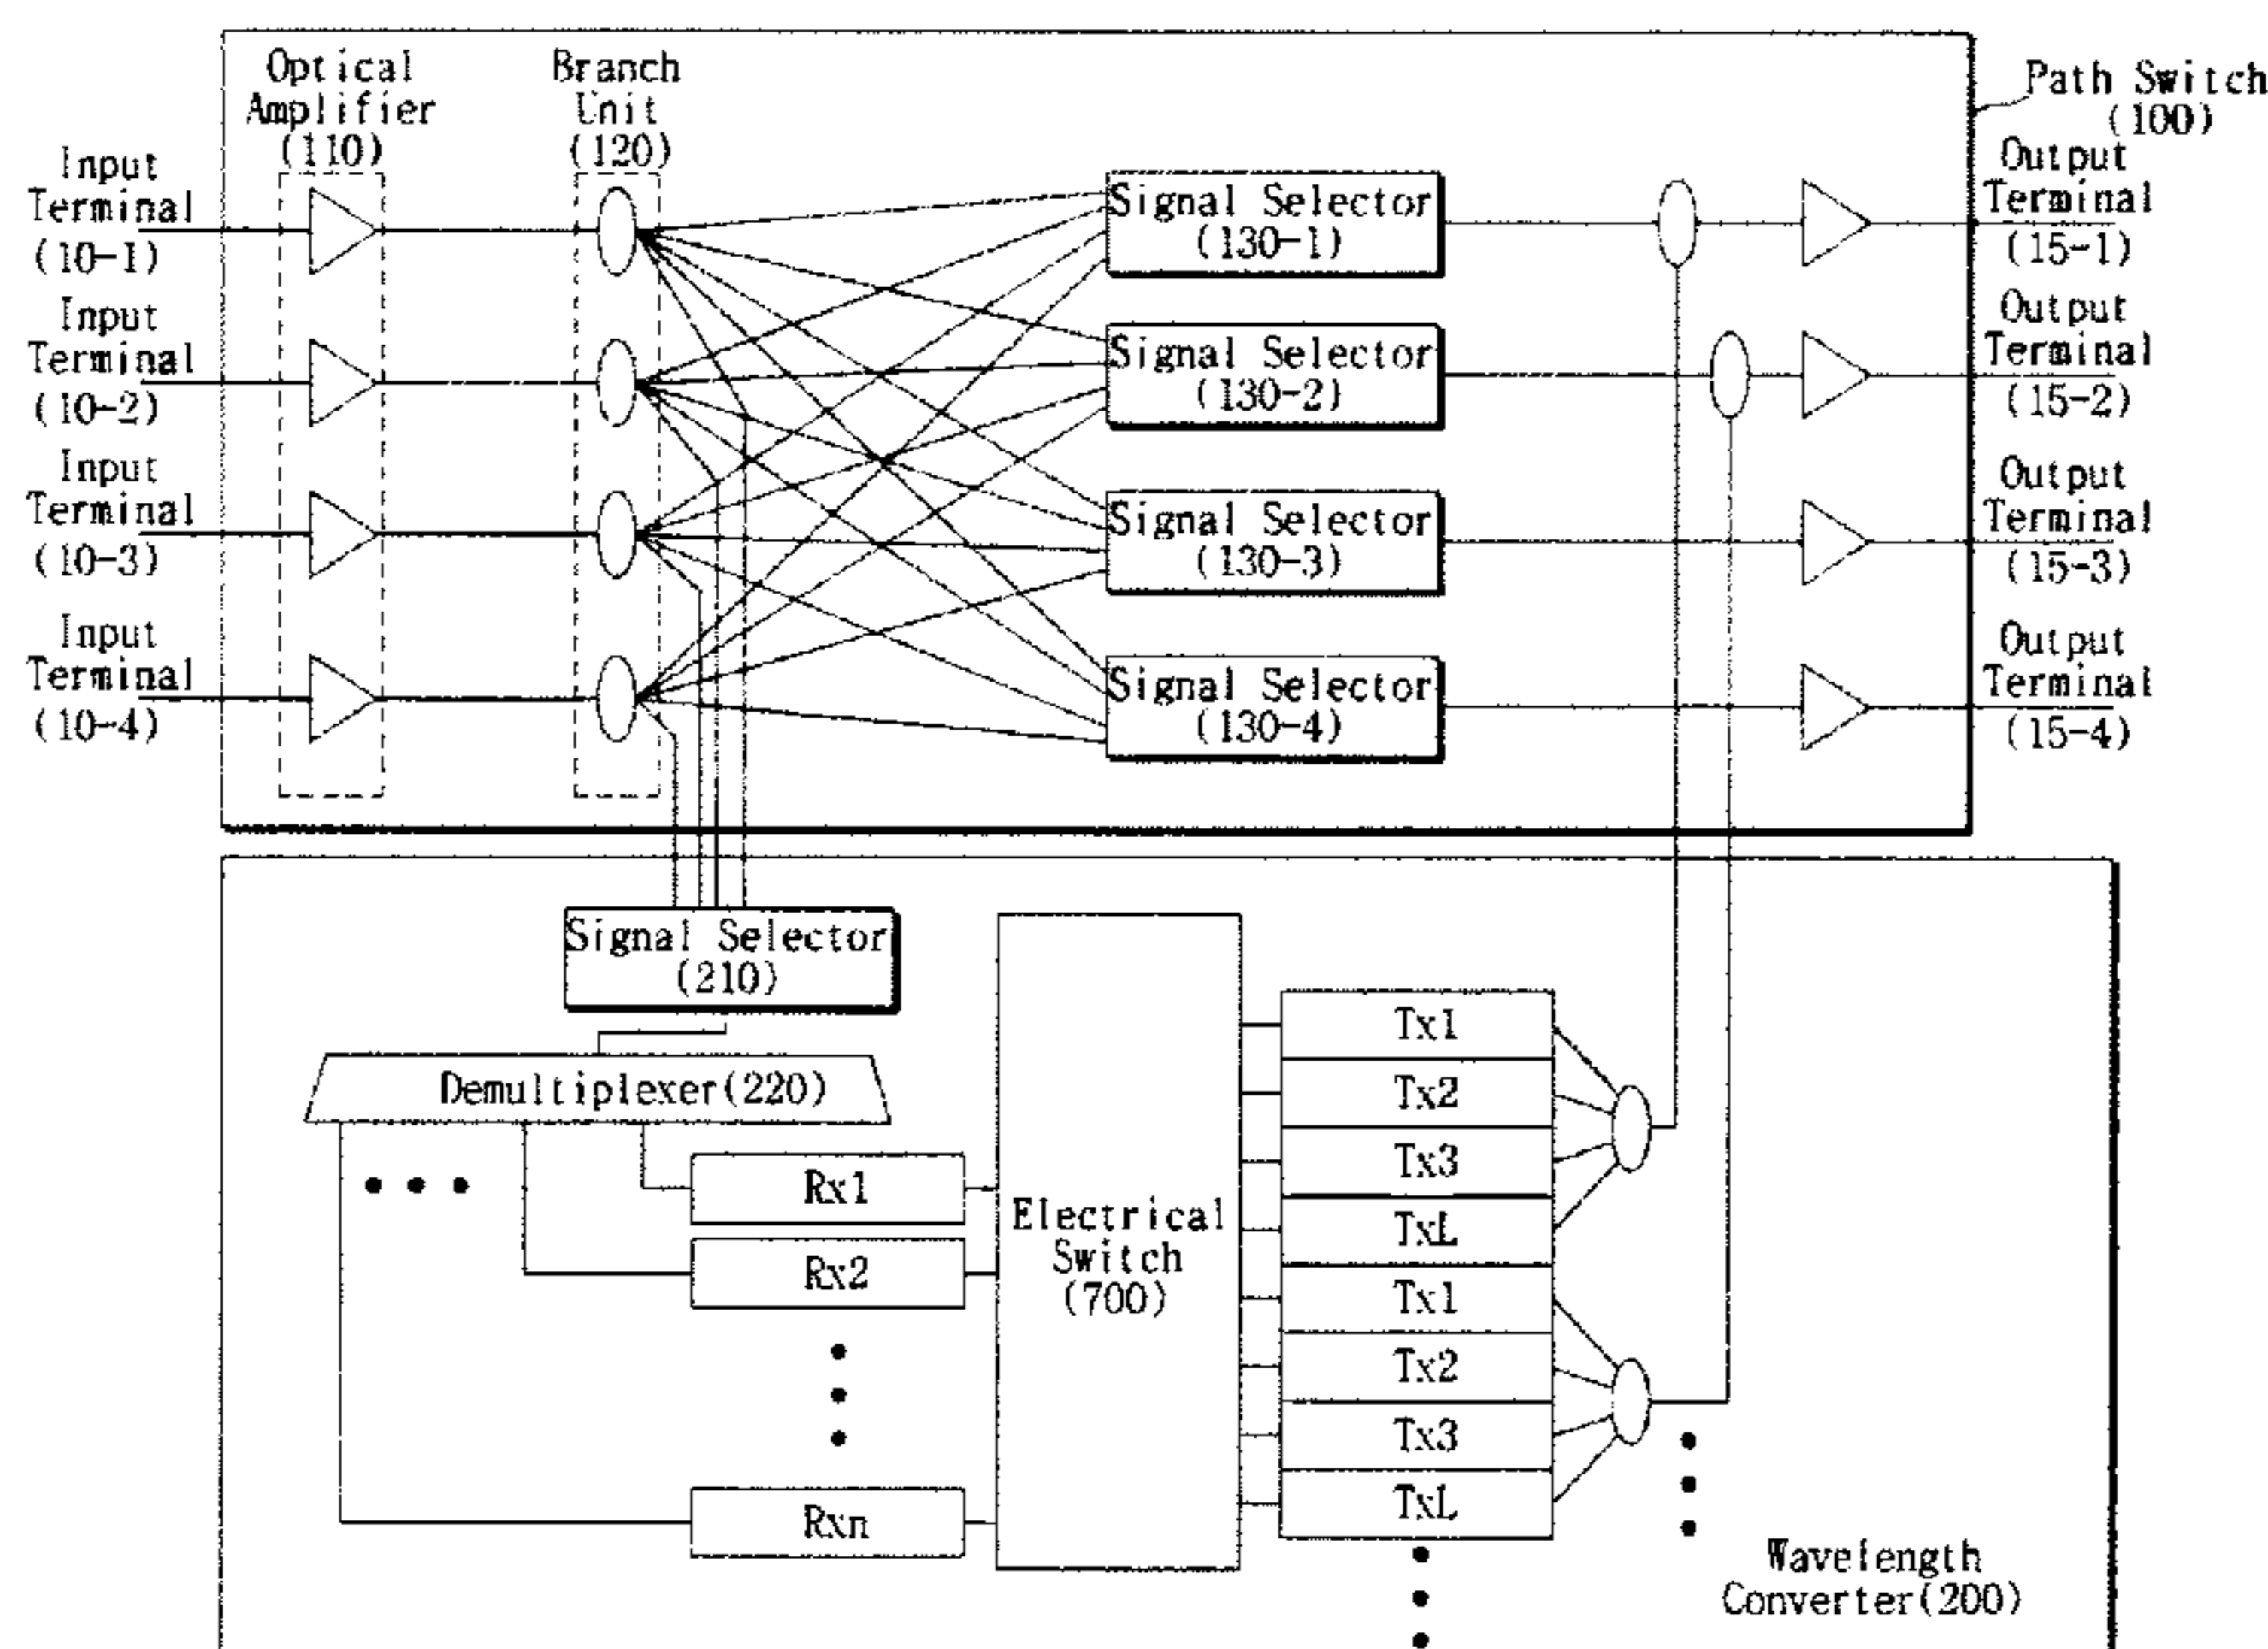 Optical
Amplifier
(110)
Branch
Unit
(120)
Path Switch
(100)
Input
Terminal
(10-1)
Signal Selector
(130-1)
Output
Terminal
(15-1)
Input
Terminal
(10-2)
Signal Selector
(130-2)
Output
Terminal
(15-2)
Input
Terminal
(10-3)
Signal Selector
(130-3)
Output
Terminal
(15-3)
Input
Terminal
(10-4)
Signal Selector
(130-4)
Output
Terminal
(15-4)
Signal Selector
(210)
Demultiplexer(220)
Rx1
Rx2
Rxn
Electrical
Switch
(700)
Tx1
Tx2
Tx3
TxL
Tx1
Tx2
Tx3
TxL
Wavelength
Converter(200)